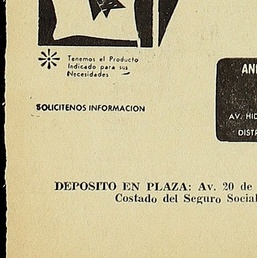 Tenemos el Producto
Indicado para sus
Necesidades
SOLICITENOS INFORMACION
AV. HID
DISTR
DEPOSITO EN PLAZA: Av. 20 de
Costado del Seguro Social